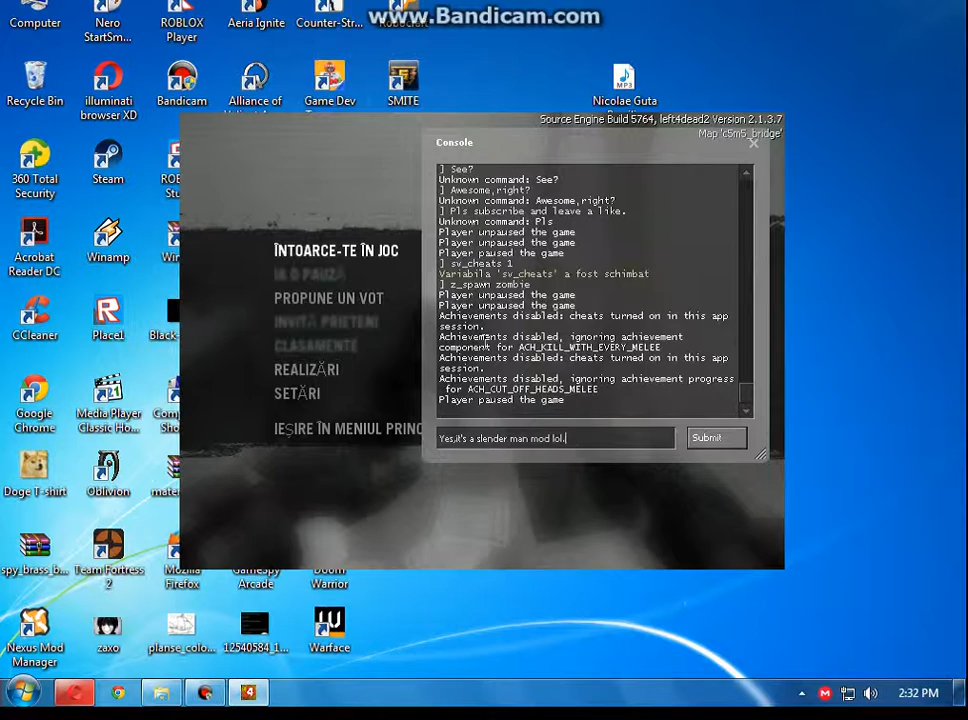 www.Bandicam.com
Computer
Nero
StartSm...
ROBLOX
Player
Aeria Ignite
Counter-Str...
Recycle Bin
illuminati
browser XD
Bandicam
Alliance of
Game Dev
SMITE
MP3
Nicolae Guta
360 Total
Security
Steam
Acrobat
Reader DC
Winamp
CCleaner
Place1
Black-
Google
Chrome
Media Player
Classic Ho...
Doge T-shirt
Oblivion
spy_brass_b...
Team Fortress
2
Mozilla
Firefox
GameSpy
Arcade
Doom
Warrior
Nexus Mod
Manager
zaxo
planse_colo...
12540584_1...
Warface
Source Engine Build 5764, left4dead2 Version 2.1.3.7
Map 'c5m5_bridge'
ÎNTOARCE-TE ÎN JOC
IA O PAUZĂ
PROPUNE UN VOT
INVITĂ PRIETENI
CLASAMENTE
REALIZĂRI
SETĂRI
IEȘIRE ÎN MENIUL PRINC
Console
] See?
Unknown command: See?
] Awesome,right?
Unknown command: Awesome,right?
] Pls subscribe and leave a like.
Unknown command: Pls
Player unpaused the game
Player unpaused the game
Player paused the game
] sv_cheats 1
Variabila 'sv_cheats' a fost schimbat
] z_spawn zombie
Player unpaused the game
Player unpaused the game
Achievements disabled: cheats turned on in this app
session.
Achievements disabled, ignoring achievement
component for ACH_KILL_WITH_EVERY_MELEE
Achievements disabled: cheats turned on in this app
session.
Achievements disabled, ignoring achievement progress
for ACH_CUT_OFF_HEADS_MELEE
Player paused the game
Yes,it's a slender man mod lol.
Submit
2:32 PM